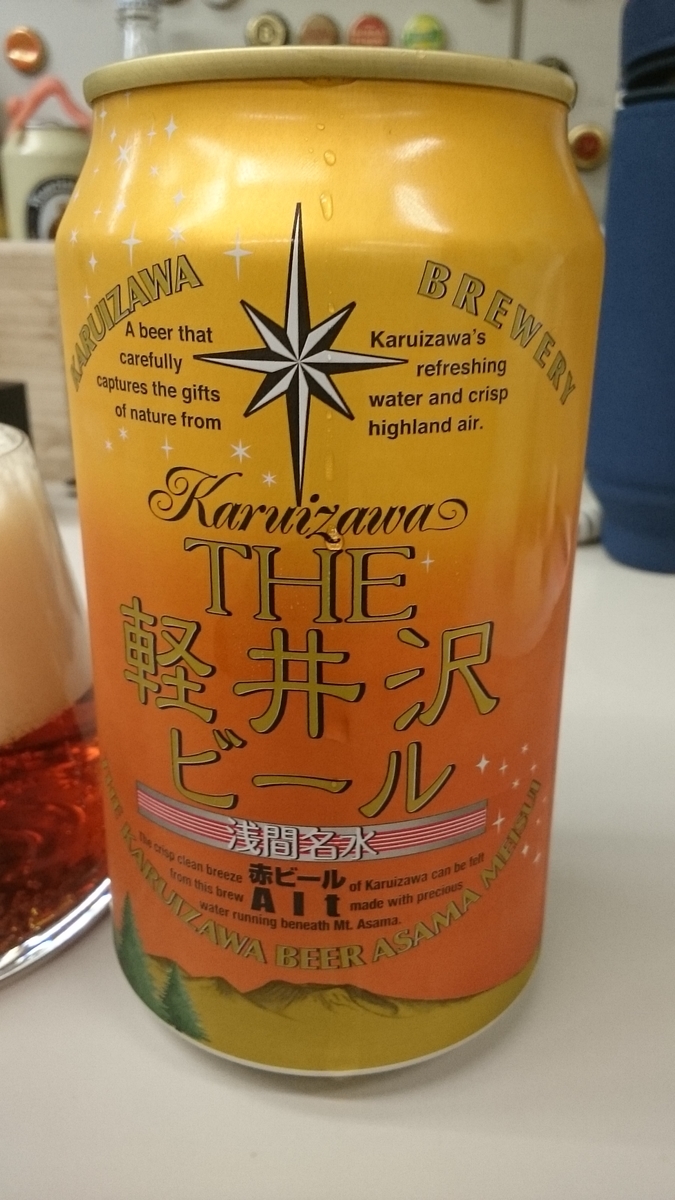 KARUIZAWA BREWERY
A beer that
carefully
captures the gifts
of nature from
Karuizawa's
refreshing
water and crisp
highland air.
Karuizawa
THE
軽井沢
ビール
浅間名水
The crisp clean breeze 赤ビール of Karuizawa can be felt
from this brew Alt made with precious
water running beneath Mt. Asama.
THE KARUIZAWA BEER ASAMA MEISUI